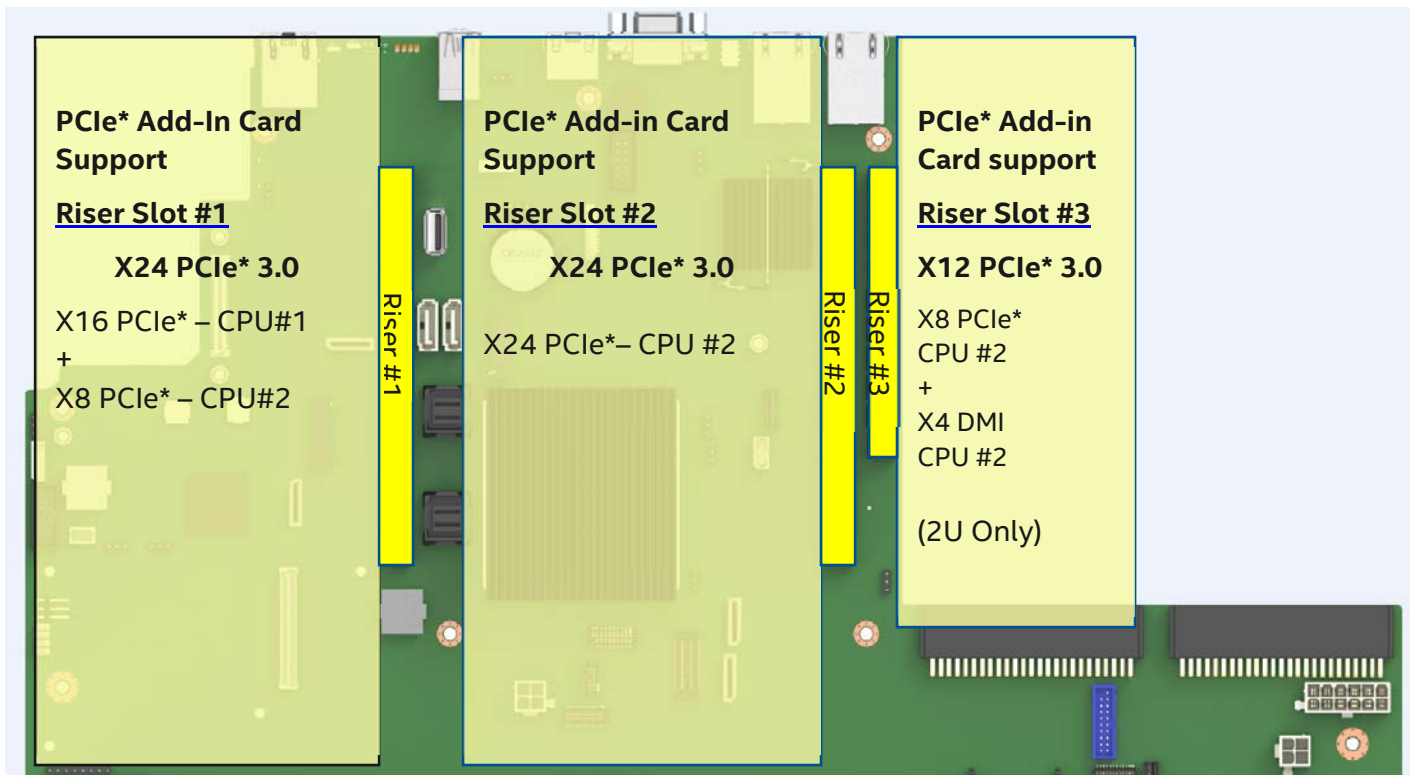 PCIe* Add-In Card
Support
Riser Slot #1
X24 PCIe* 3.0
X16 PCIe* – CPU#1
+
X8 PCIe* – CPU#2
Riser #1
PCIe* Add-in Card
Support
Riser Slot #2
X24 PCIe* 3.0
X24 PCIe*– CPU #2
Riser #2
Riser #3
PCIe* Add-in
Card support
Riser Slot #3
X12 PCIe* 3.0
X8 PCIe*
CPU #2
+
X4 DMI
CPU #2
(2U Only)